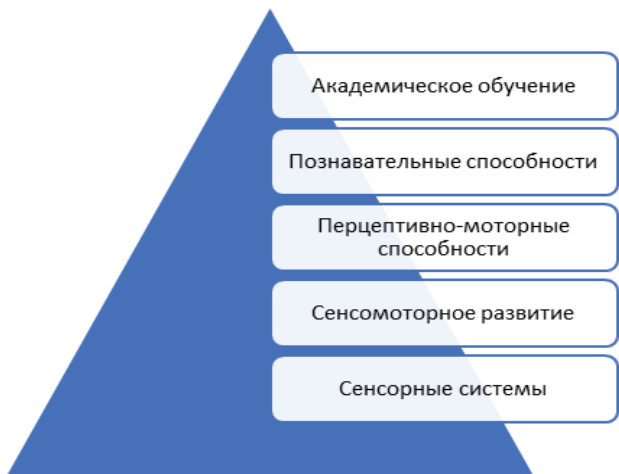 Академическое обучение
Познавательные способности
Перцептивно-моторные
способности
Сенсомоторное развитие
Сенсорные системы